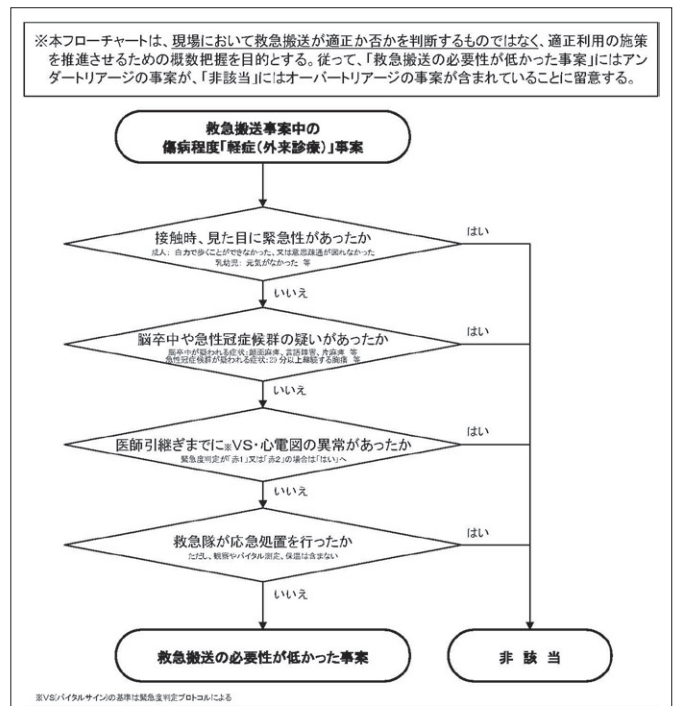 ※本フローチャートは、現場において救急搬送が適正か否かを判断するものではなく、適正利用の施策
を推進させるための概数把握を目的とする。従って、「救急搬送の必要性が低かった事案」にはアン
ダートリアージの事案が、「非該当」にはオーバートリアージの事案が含まれていることに留意する。
救急搬送事案中の
傷病程度「軽症(外来診療)」事案
接触時、見た目に緊急性があったか
成人: 自力で歩くことができなかった、又は意思疎通が図れなかった
乳幼児: 元気がなかった 等
はい
いいえ
脳卒中や急性冠症候群の疑いがあったか
脳卒中が疑われる症状:顔面麻痺、言語障害、片麻痺 等
急性冠症候群が疑われる症状:20分以上継続する胸痛 等
はい
いいえ
医師引継ぎまでに※VS・心電図の異常があったか
緊急度判定が「赤1」又は「赤2」の場合は「はい」へ
はい
いいえ
救急隊が応急処置を行ったか
ただし、観察やバイタル測定、保温は含まない
はい
いいえ
救急搬送の必要性が低かった事案
非 該 当
※VS(バイタルサイン)の基準は緊急度判定プロトコルによる